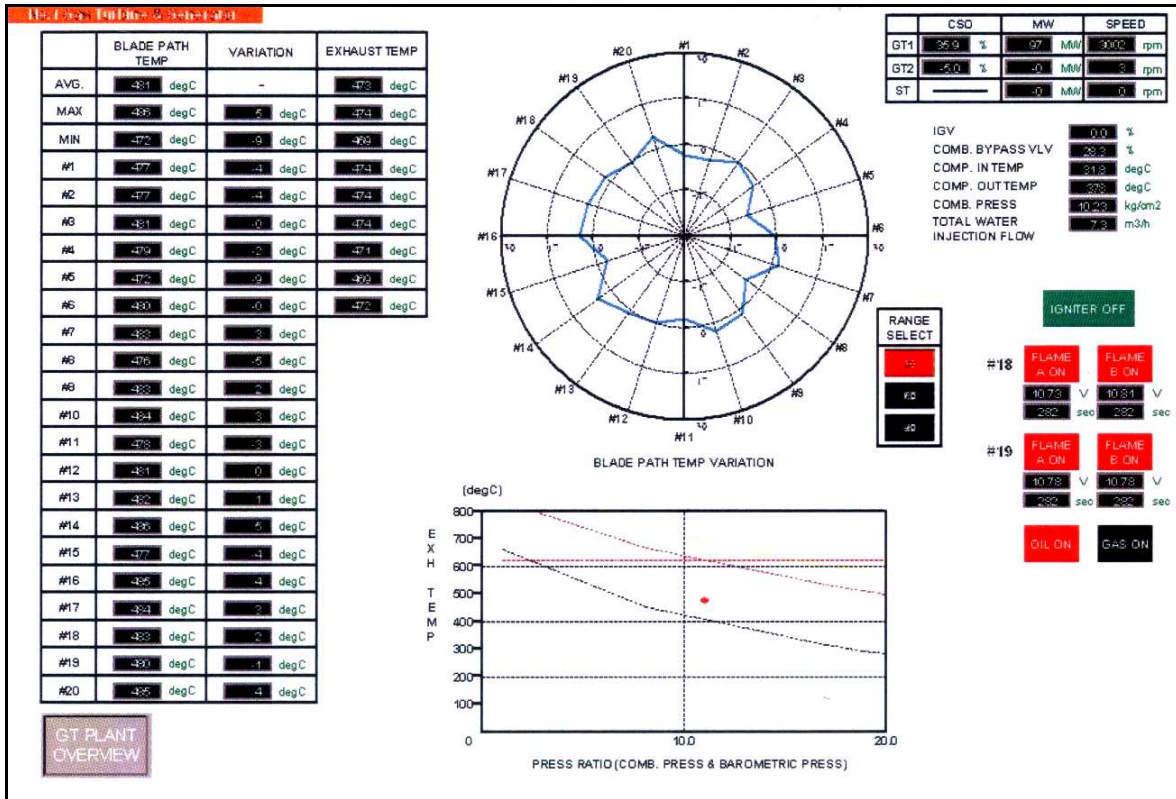 No.1 Gas Turbine & Generator
BLADE PATH TEMP VARIATION EXHAUST TEMP
AVG. 481 degC - 473 degC
MAX 486 degC 5 degC 474 degC
MIN 472 degC -9 degC 469 degC
#1 477 degC -4 degC 474 degC
#2 477 degC -4 degC 474 degC
#3 481 degC -0 degC 474 degC
#4 479 degC -2 degC 471 degC
#5 472 degC -9 degC 469 degC
#6 480 degC -0 degC 472 degC
#7 483 degC 3 degC
#8 476 degC -5 degC
#9 483 degC 2 degC
#10 484 degC 3 degC
#11 478 degC -3 degC
#12 481 degC 0 degC
#13 482 degC 1 degC
#14 486 degC 5 degC
#15 477 degC -4 degC
#16 485 degC 4 degC
#17 484 degC 3 degC
#18 483 degC 2 degC
#19 480 degC -1 degC
#20 485 degC 4 degC
GT PLANT
OVERVIEW
#1
#2
#3
#4
#5
#6
#7
#8
#9
#10
#11
#12
#13
#14
#15
#16
#17
#18
#19
#20
BLADE PATH TEMP VARIATION
RANGE
SELECT
CSO MW SPEED
GT1 35.9 % 97 MW 3002 rpm
GT2 -5.0 % -0 MW 3 rpm
ST -0 MW 0 rpm
IGV 0.0 %
COMB. BYPASS VLV %
COMP. IN TEMP 31.8 degC
COMP. OUT TEMP 378 degC
COMB. PRESS 10.23 kg/cm2
TOTAL WATER 7.3 m3/h
INJECTION FLOW
IGNITER OFF
#18
FLAME
A ON
FLAME
B ON
10.73 V 10.81 V
282 sec 282 sec
#19
FLAME
A ON
FLAME
B ON
10.78 V 10.78 V
282 sec 282 sec
OIL ON GAS ON
(degC)
EXH TEMP
800
700
600
500
400
300
200
100
0 10.0 20.0
PRESS RATIO (COMB. PRESS & BAROMETRIC PRESS)